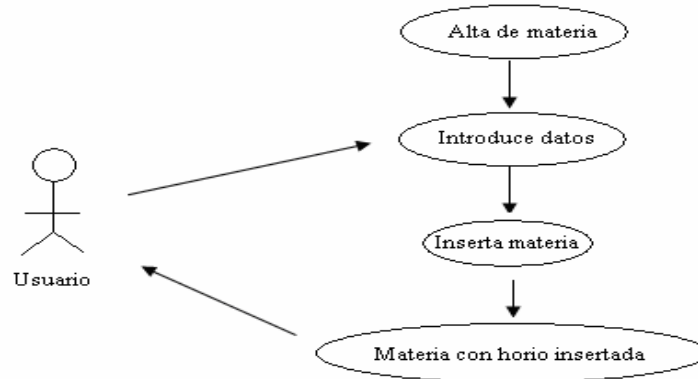 Alta de materia
Introduce datos
Inserta materia
Usuario
Materia con horio insertada